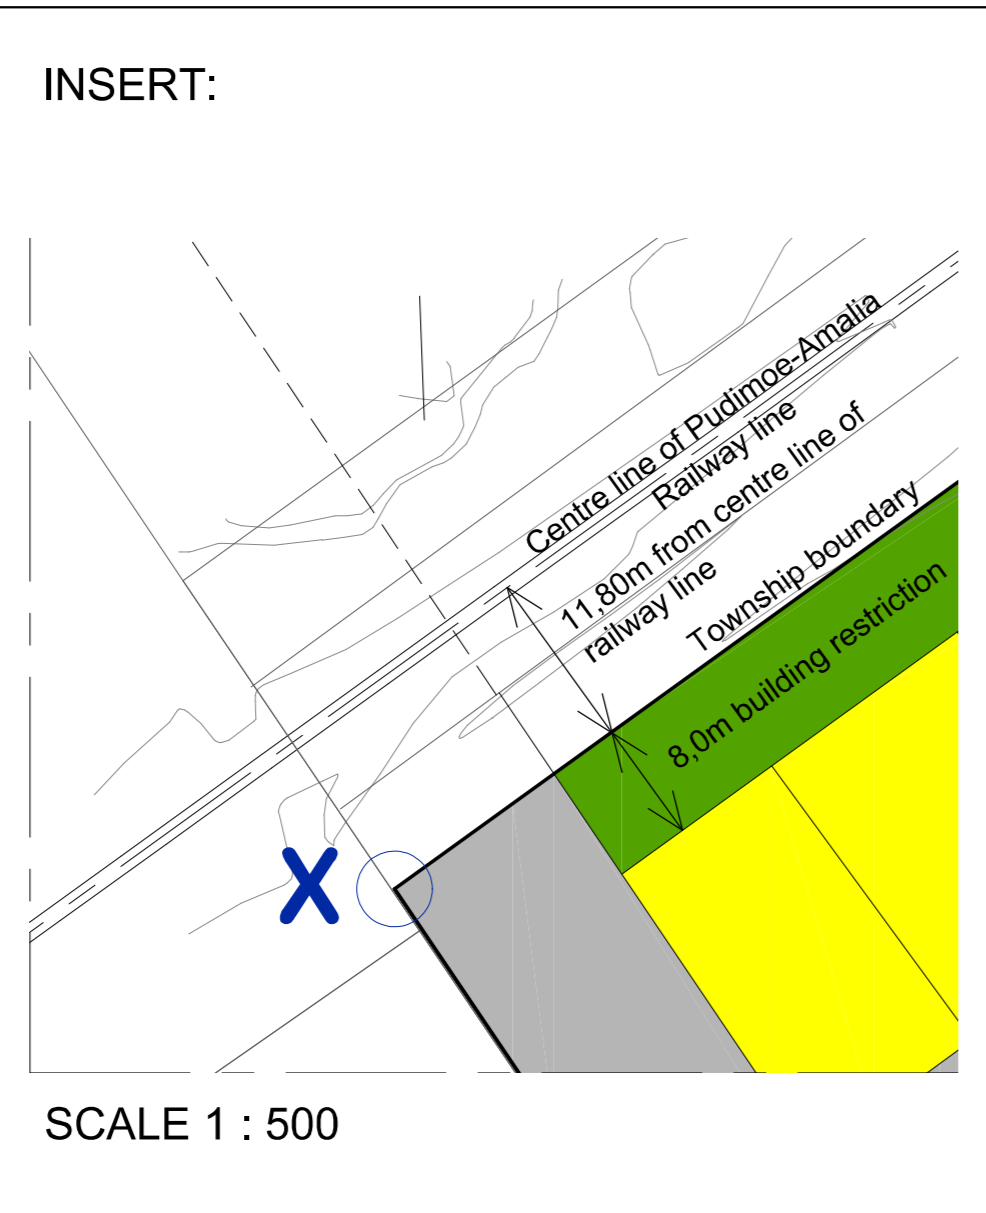 INSERT:
Centre line of Pudimoe-Amalia
Railway line
11,80m from centre line of
railway line
Township boundary
8,0m building restriction
X
SCALE 1 : 500